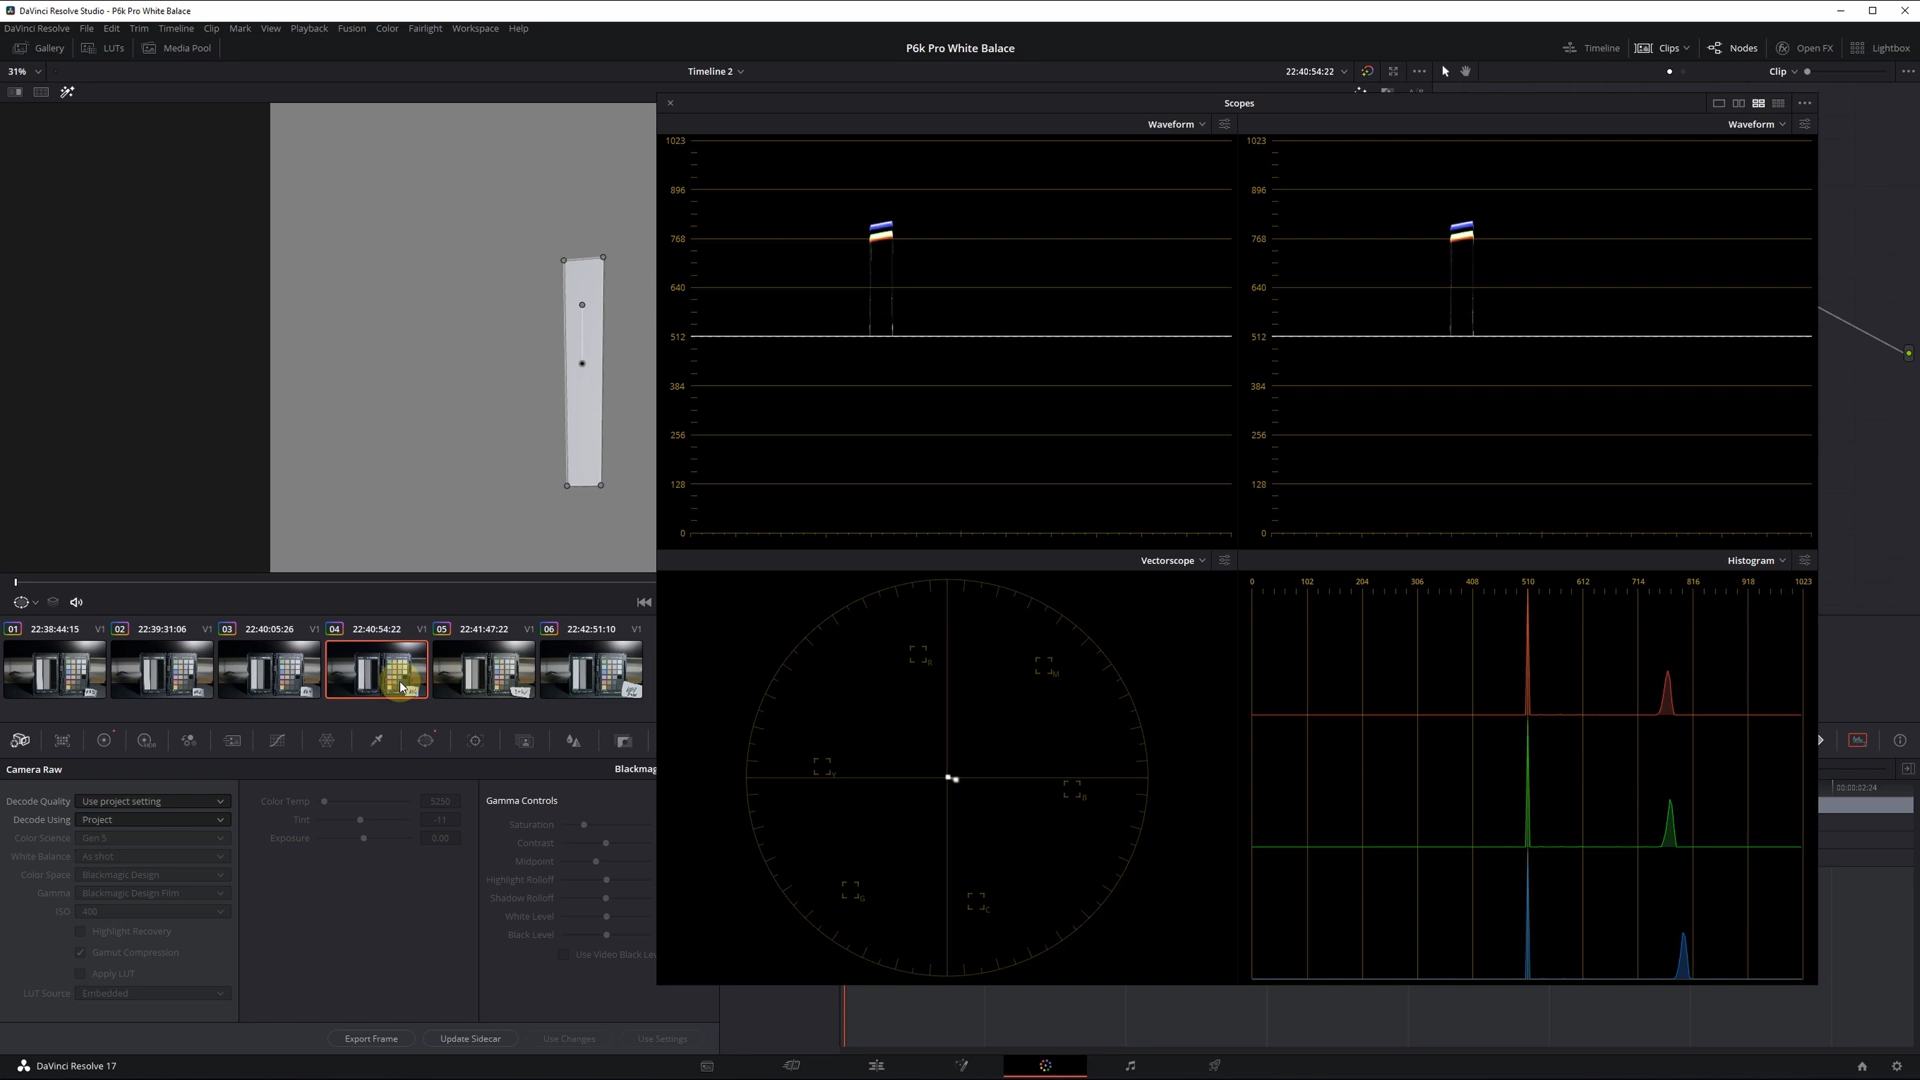 DaVinci Resolve Studio - P6k Pro White Balace
DaVinci Resolve File Edit Trim Timeline Clip Mark View Playback Fusion Color Fairlight Workspace Help
Gallery LUTs Media Pool P6k Pro White Balace Timeline Clips Nodes Open FX Lightbox
31% Timeline 2 22:40:54:22 Clip
Scopes
Waveform Waveform
1023 1023
896 896
768 768
640 640
512 512
384 384
256 256
128 128
0 0
Vectorscope Histogram
0 102 204 306 408 510 612 714 816 918 1023
R
M
Y
B
G
C
01 22:38:44:15 V1 02 22:39:31:06 V1 03 22:40:05:26 V1 04 22:40:54:22 V1 05 22:41:47:22 V1 06 22:42:51:10 V1
HDR
Camera Raw Blackmag
00:00:02:24
Decode Quality Use project setting Color Temp 5250 Gamma Controls
Decode Using Project Tint -11 Saturation
Color Science Gen 5 Exposure 0.00 Contrast
White Balance As shot Midpoint
Color Space Blackmagic Design Highlight Rolloff
Gamma Blackmagic Design Film Shadow Rolloff
ISO 400 White Level
Highlight Recovery Black Level
Gamut Compression Use Video Black Lev
Apply LUT
LUT Source Embedded
Export Frame Update Sidecar Use Changes Use Settings
DaVinci Resolve 17